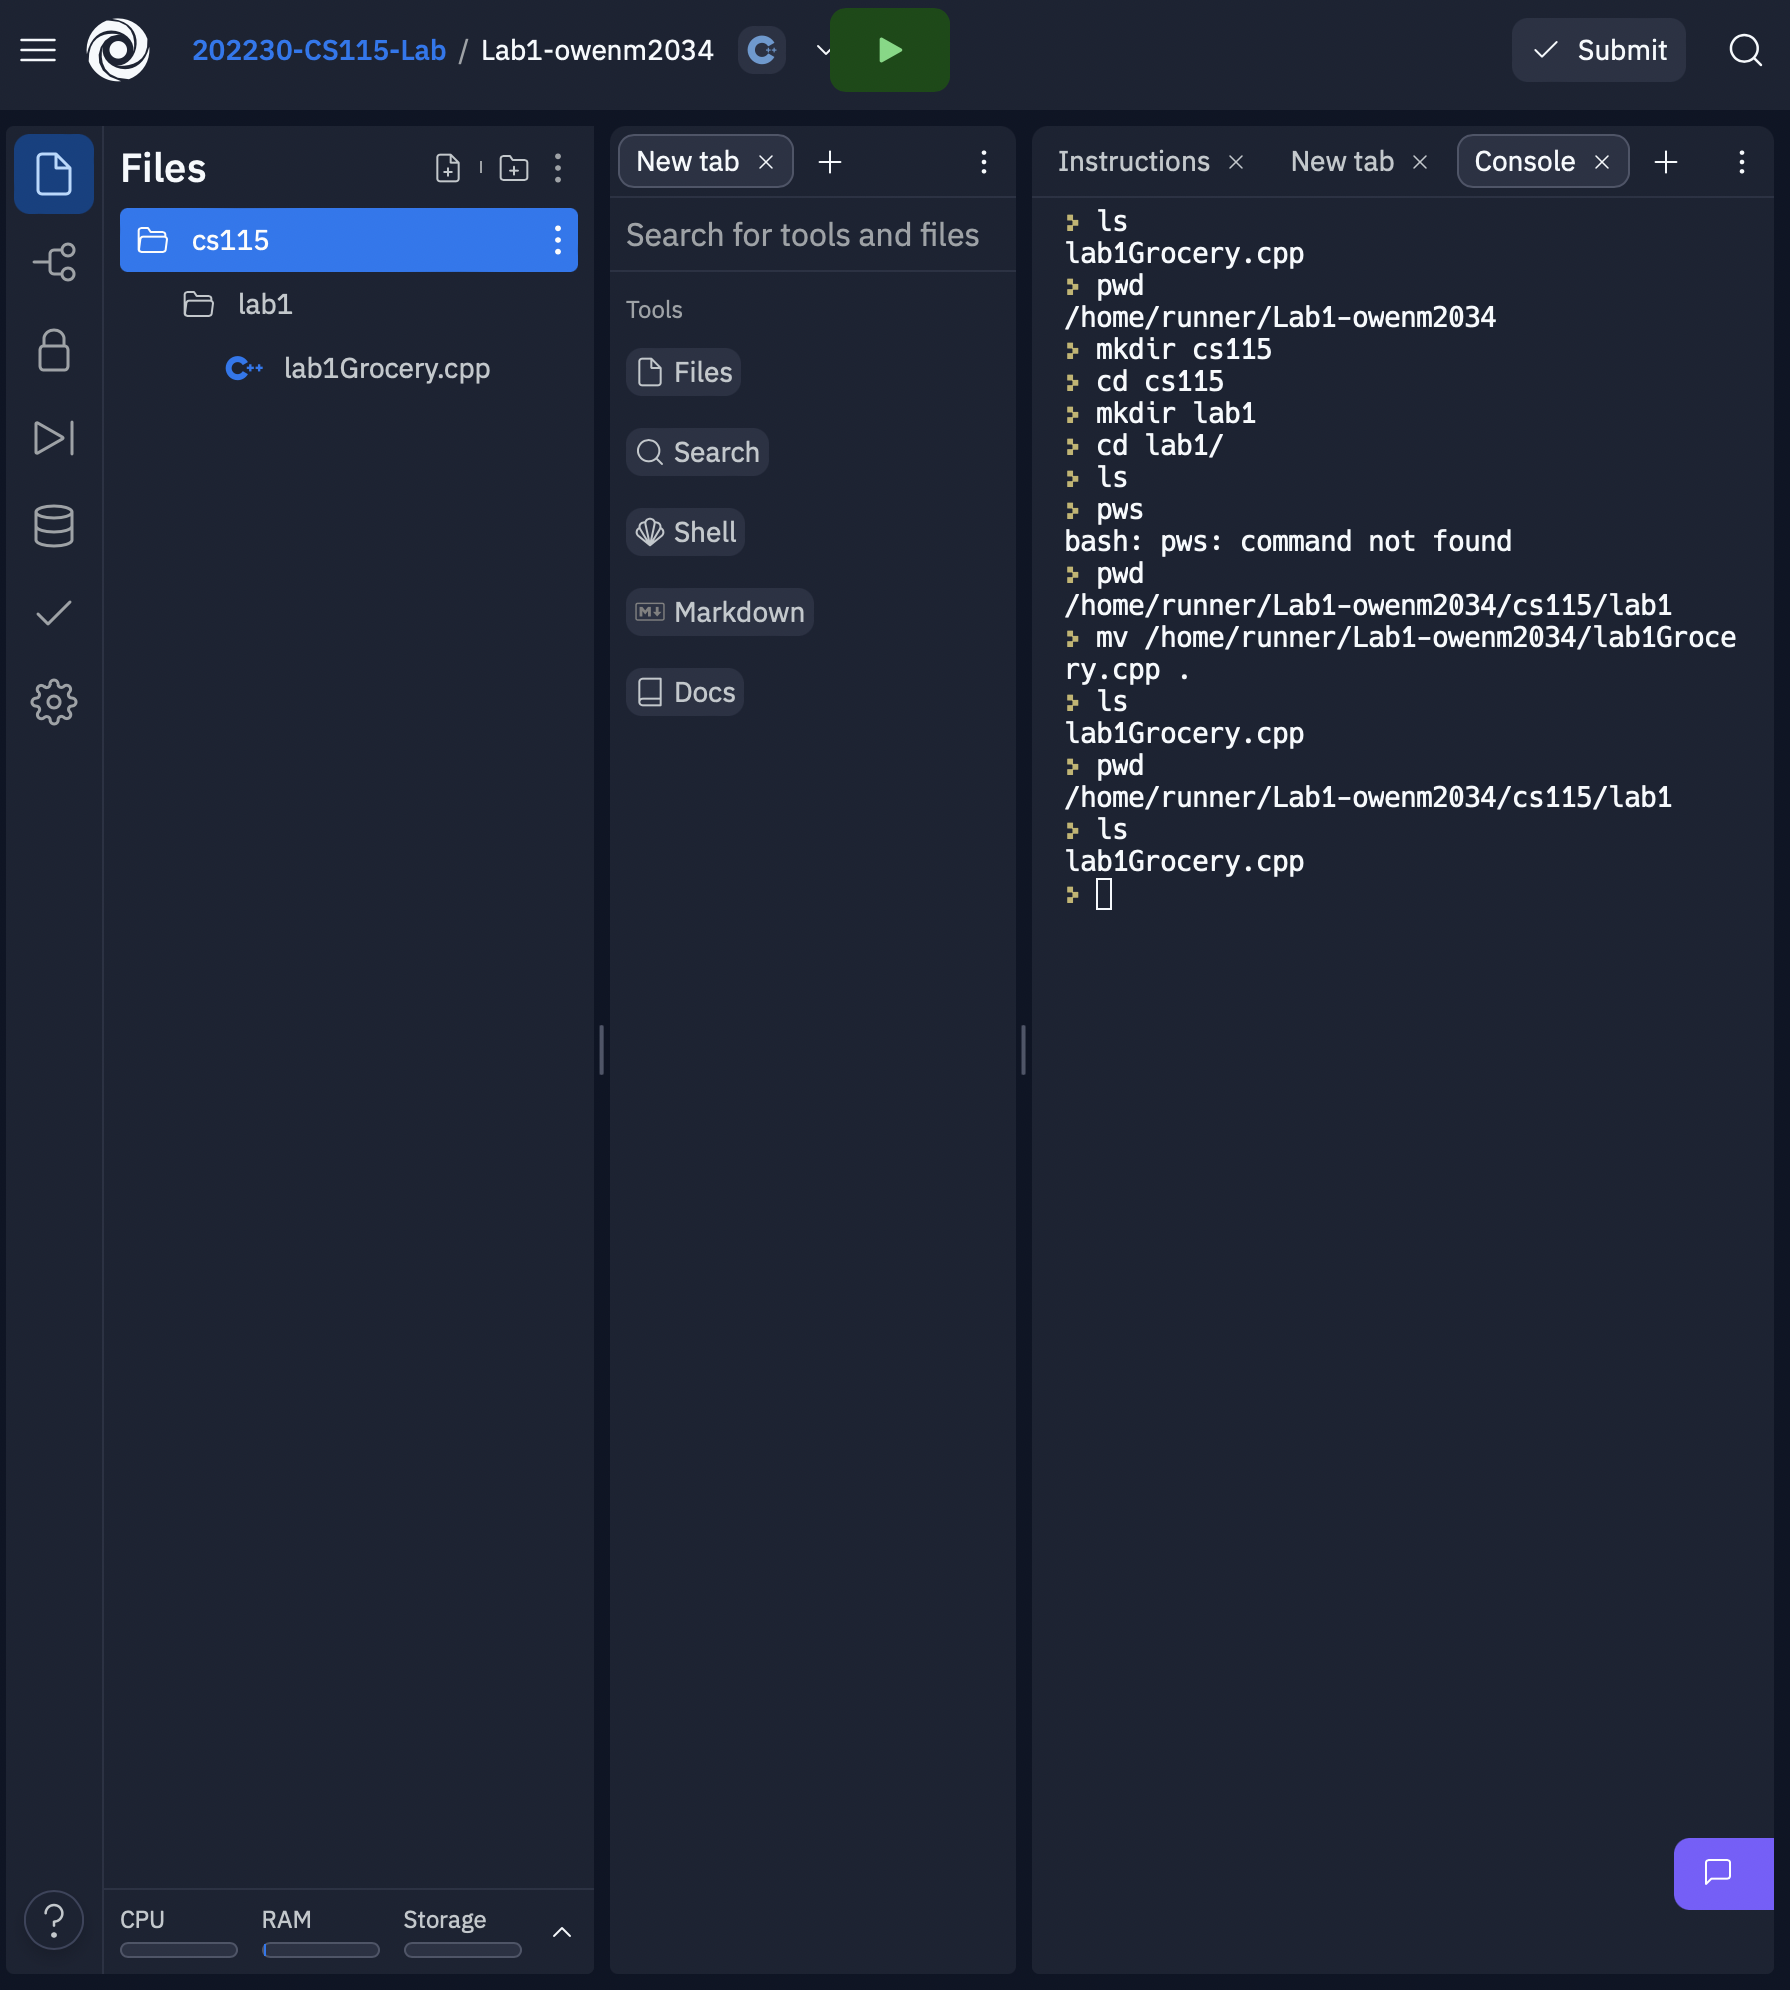 202230-CS115-Lab / Lab1-owenm2034
Submit
Files
cs115
lab1
lab1Grocery.cpp
CPU
RAM
Storage
New tab
Search for tools and files
Tools
Files
Search
Shell
Markdown
Docs
Instructions
New tab
Console
ls
lab1Grocery.cpp
pwd
/home/runner/Lab1-owenm2034
mkdir cs115
cd cs115
mkdir lab1
cd lab1/
ls
pws
bash: pws: command not found
pwd
/home/runner/Lab1-owenm2034/cs115/lab1
mv /home/runner/Lab1-owenm2034/lab1Groce
ry.cpp .
ls
lab1Grocery.cpp
pwd
/home/runner/Lab1-owenm2034/cs115/lab1
ls
lab1Grocery.cpp